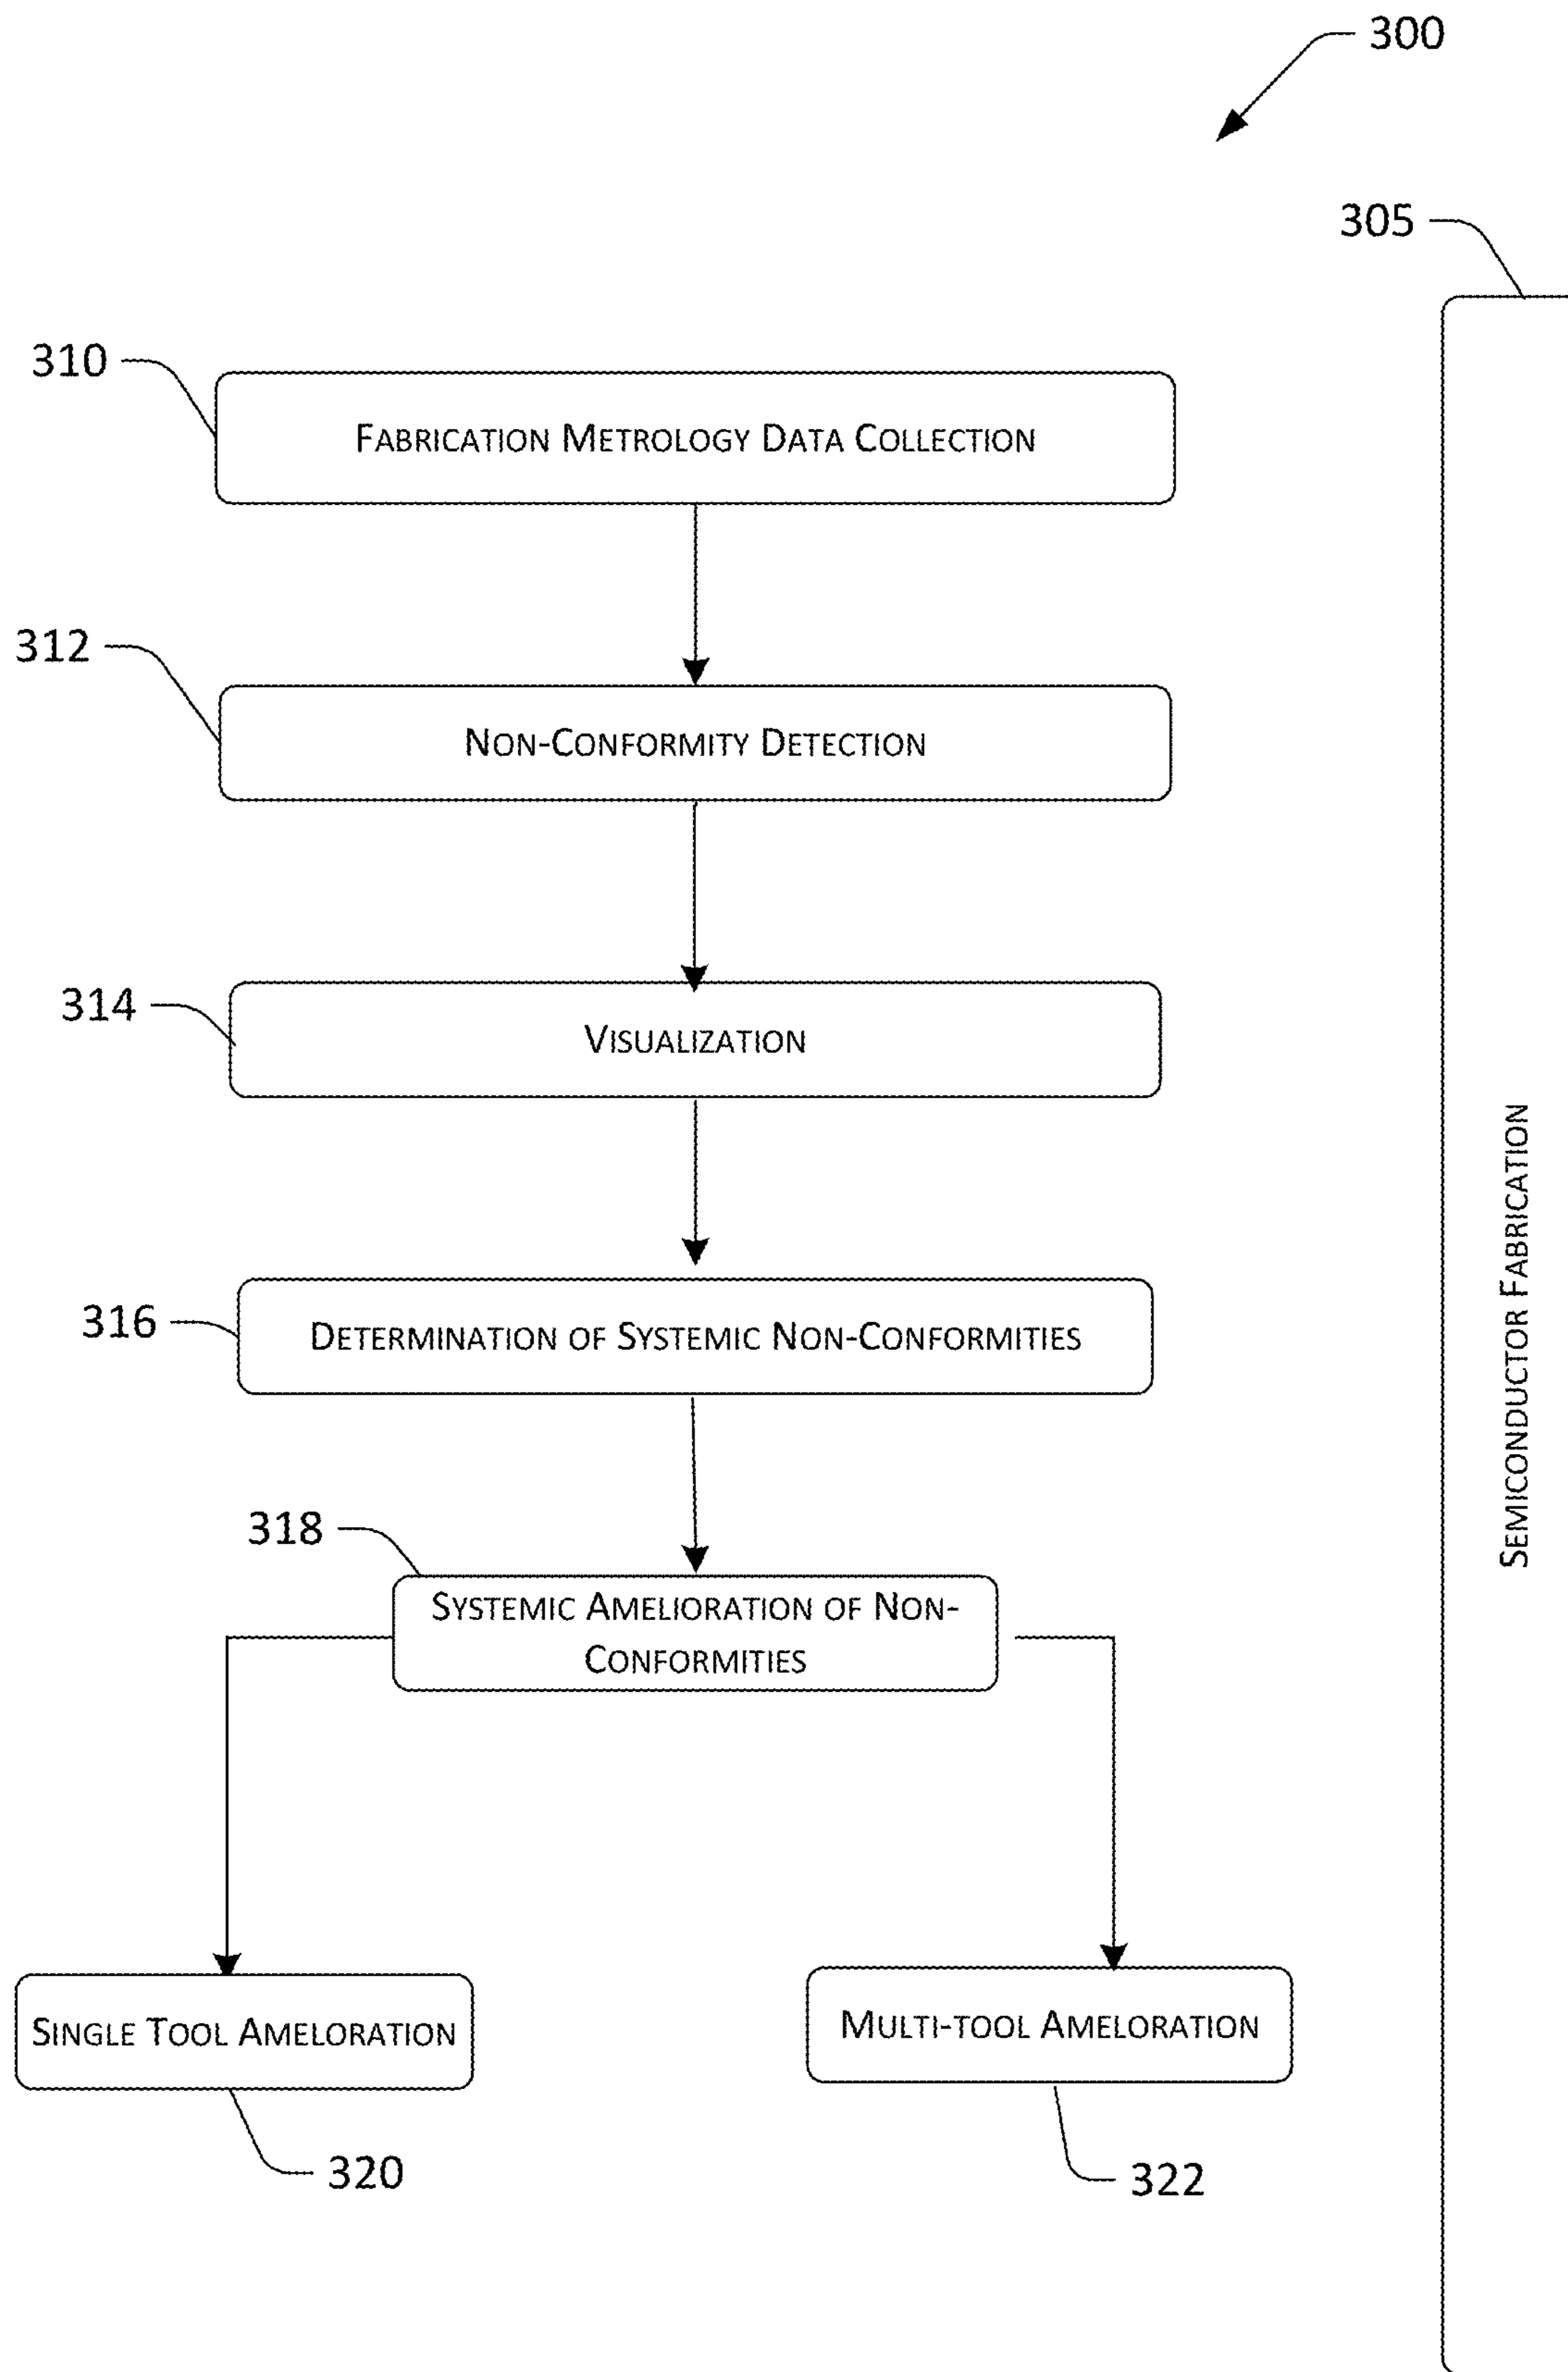 300
305
310
FABRICATION METROLOGY DATA COLLECTION
312
NON-CONFORMITY DETECTION
314
VISUALIZATION
316
DETERMINATION OF SYSTEMIC NON-CONFORMITIES
318
SYSTEMIC AMELIORATION OF NON-
CONFORMITIES
SINGLE TOOL AMELORATION
MULTI-TOOL AMELORATION
320
322
SEMICONDUCTOR FABRICATION